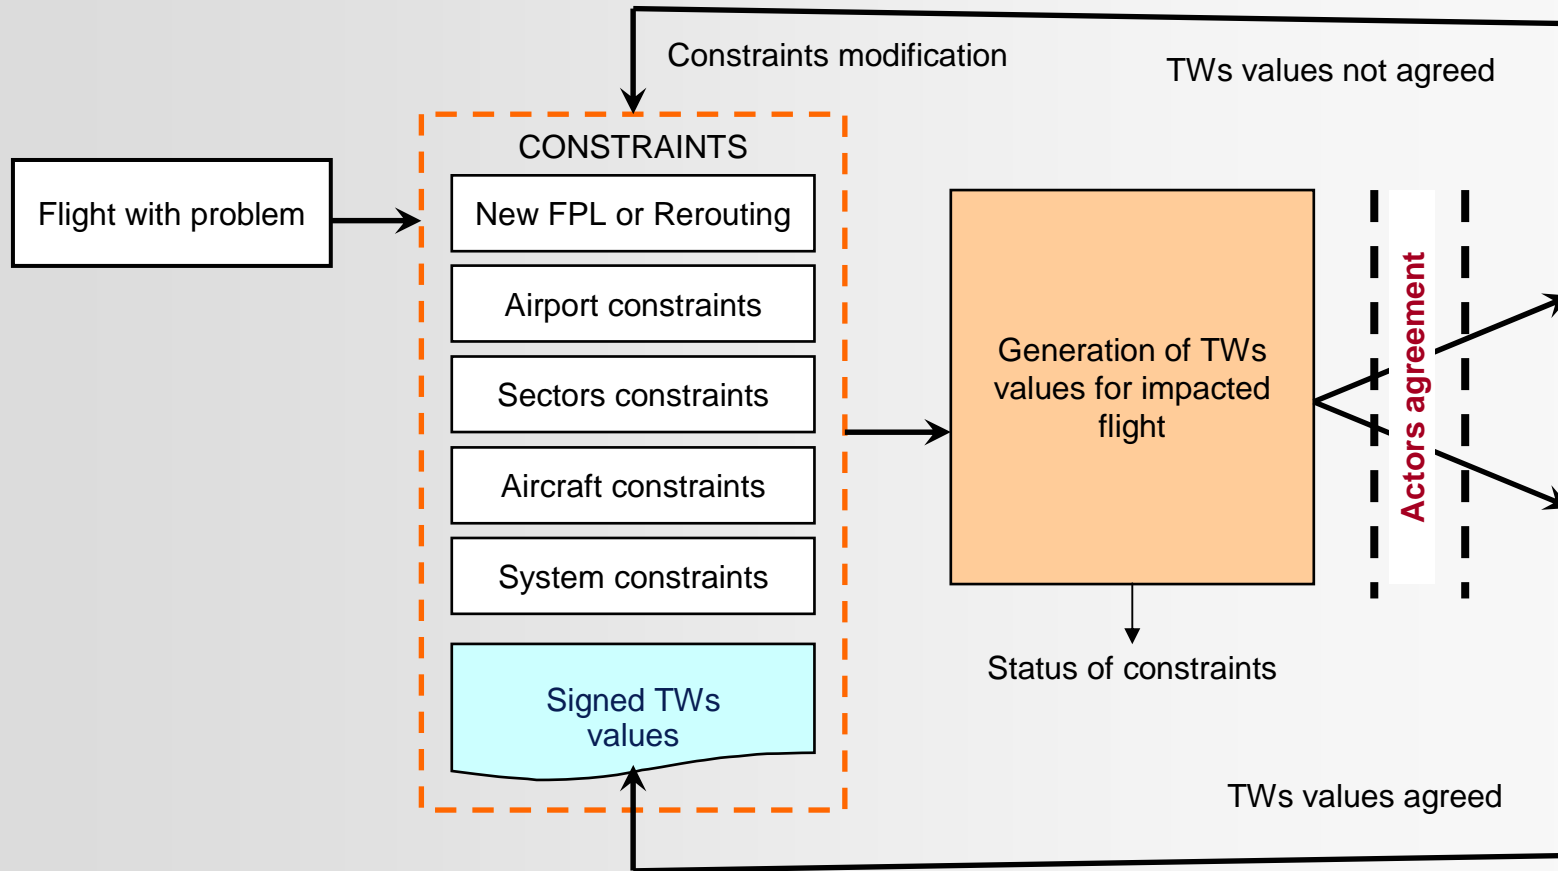 Constraints modification
TWs values not agreed
CONSTRAINTS
Flight with problem
New FPL or Rerouting
Airport constraints
Sectors constraints
Aircraft constraints
System constraints
Signed TWs
values
Generation of TWs
values for impacted
flight
Actors agreement
Status of constraints
TWs values agreed